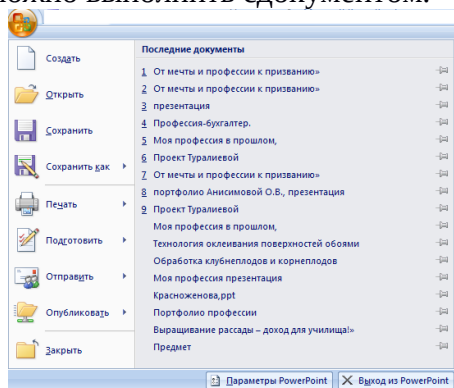 можно выполнить сдокументом.
Создать
Открыть
Сохранить
Сохранить как
Печать
Подготовить
Отправить
Опубликовать
Закрыть
Последние документы
1 От мечты и профессии к призванию»
2 От мечты и профессии к призванию»
3 презентация
4 Профессия-бухгалтер.
5 Моя профессия в прошлом,
6 Проект Туралиевой
7 От мечты и профессии к призванию»
8 портфолио Анисимовой О.В., презентация
9 Проект Туралиевой
Моя профессия в прошлом,
Технология оклеивания поверхностей обоями
Обработка клубнеплодов и корнеплодов
Моя профессия презентация
Красноженова,ppt
Портфолио профессии
Выращивание рассады – доход для училища!»
Предмет
Параметры PowerPoint
Выход из PowerPoint